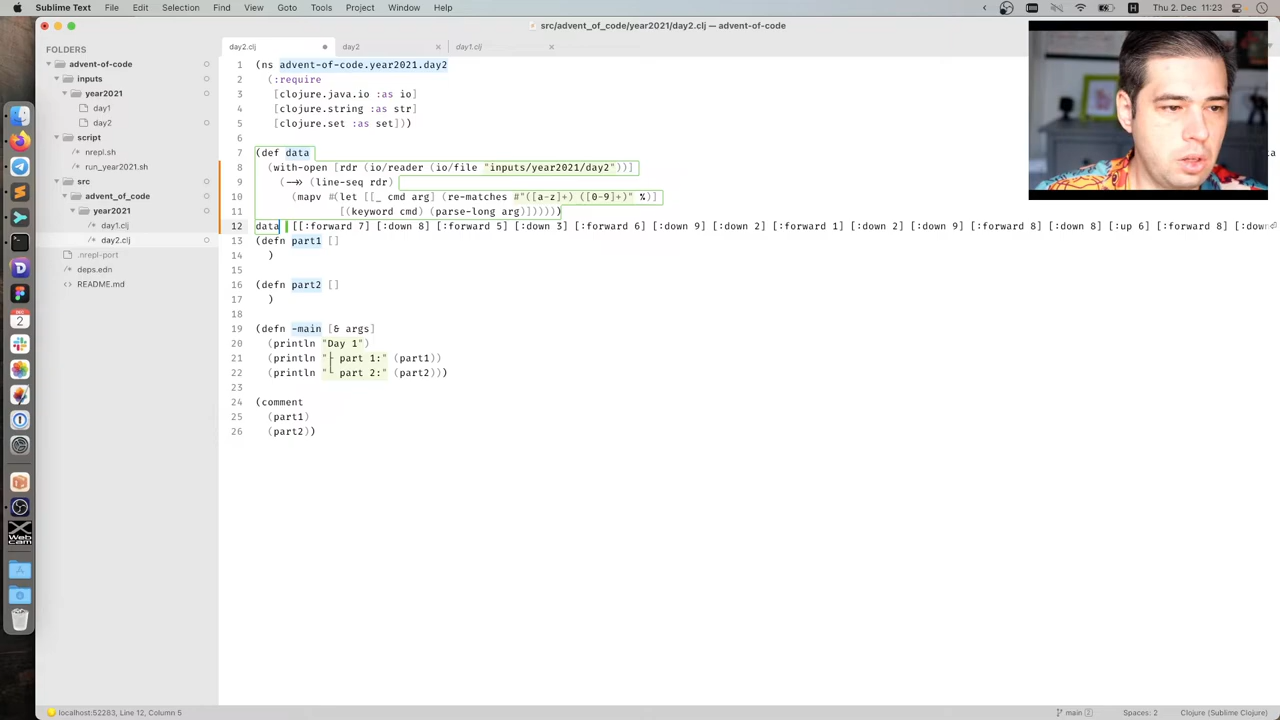 Sublime Text File Edit Selection Find View Goto Tools Project Window Help Thu 2. Dec 11:23
src/advent_of_code/year2021/day2.clj — advent-of-code
FOLDERS
advent-of-code
inputs
year2021
day1
day2
script
nrepl.sh
run_year2021.sh
src
advent_of_code
year2021
/* day1.clj
/* day2.clj
.nrepl-port
deps.edn
README.md
day2.clj day2 day1.clj
1 (ns advent-of-code.year2021.day2
2 (:require
3 [clojure.java.io :as io]
4 [clojure.string :as str]
5 [clojure.set :as set]))
6
7 (def data
8 (with-open [rdr (io/reader (io/file "inputs/year2021/day2"))]
9 (->> (line-seq rdr)
10 (mapv #(let [[_ cmd arg] (re-matches #"([a-z]+) ([0-9]+)" %)]
11 [(keyword cmd) (parse-long arg)])))))
12 data [[:forward 7] [:down 8] [:forward 5] [:down 3] [:forward 6] [:down 9] [:down 2] [:forward 1] [:down 2] [:down 9] [:forward 8] [:down 8] [:up 6] [:forward 8] [:down
13 (defn part1 []
14 )
15
16 (defn part2 []
17 )
18
19 (defn -main [& args]
20 (println "Day 1")
21 (println "├ part 1:" (part1))
22 (println "└ part 2:" (part2)))
23
24 (comment
25 (part1)
26 (part2))
DEC
2
WebCam
localhost:52283, Line 12, Column 5 main 2 Spaces: 2 Clojure (Sublime Clojure)